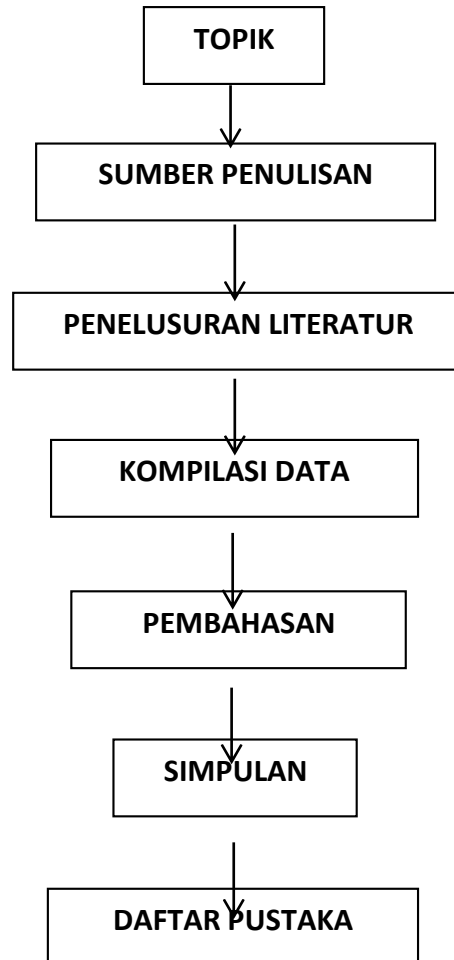 TOPIK
SUMBER PENULISAN
PENELUSURAN LITERATUR
KOMPILASI DATA
PEMBAHASAN
SIMPULAN
DAFTAR PUSTAKA